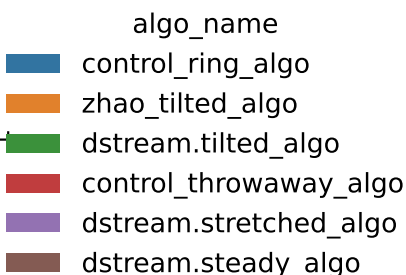 algo_name
control_ring_algo
zhao_tilted_algo
dstream.tilted_algo
control_throwaway_algo
dstream.stretched_algo
dstream.steady_algo